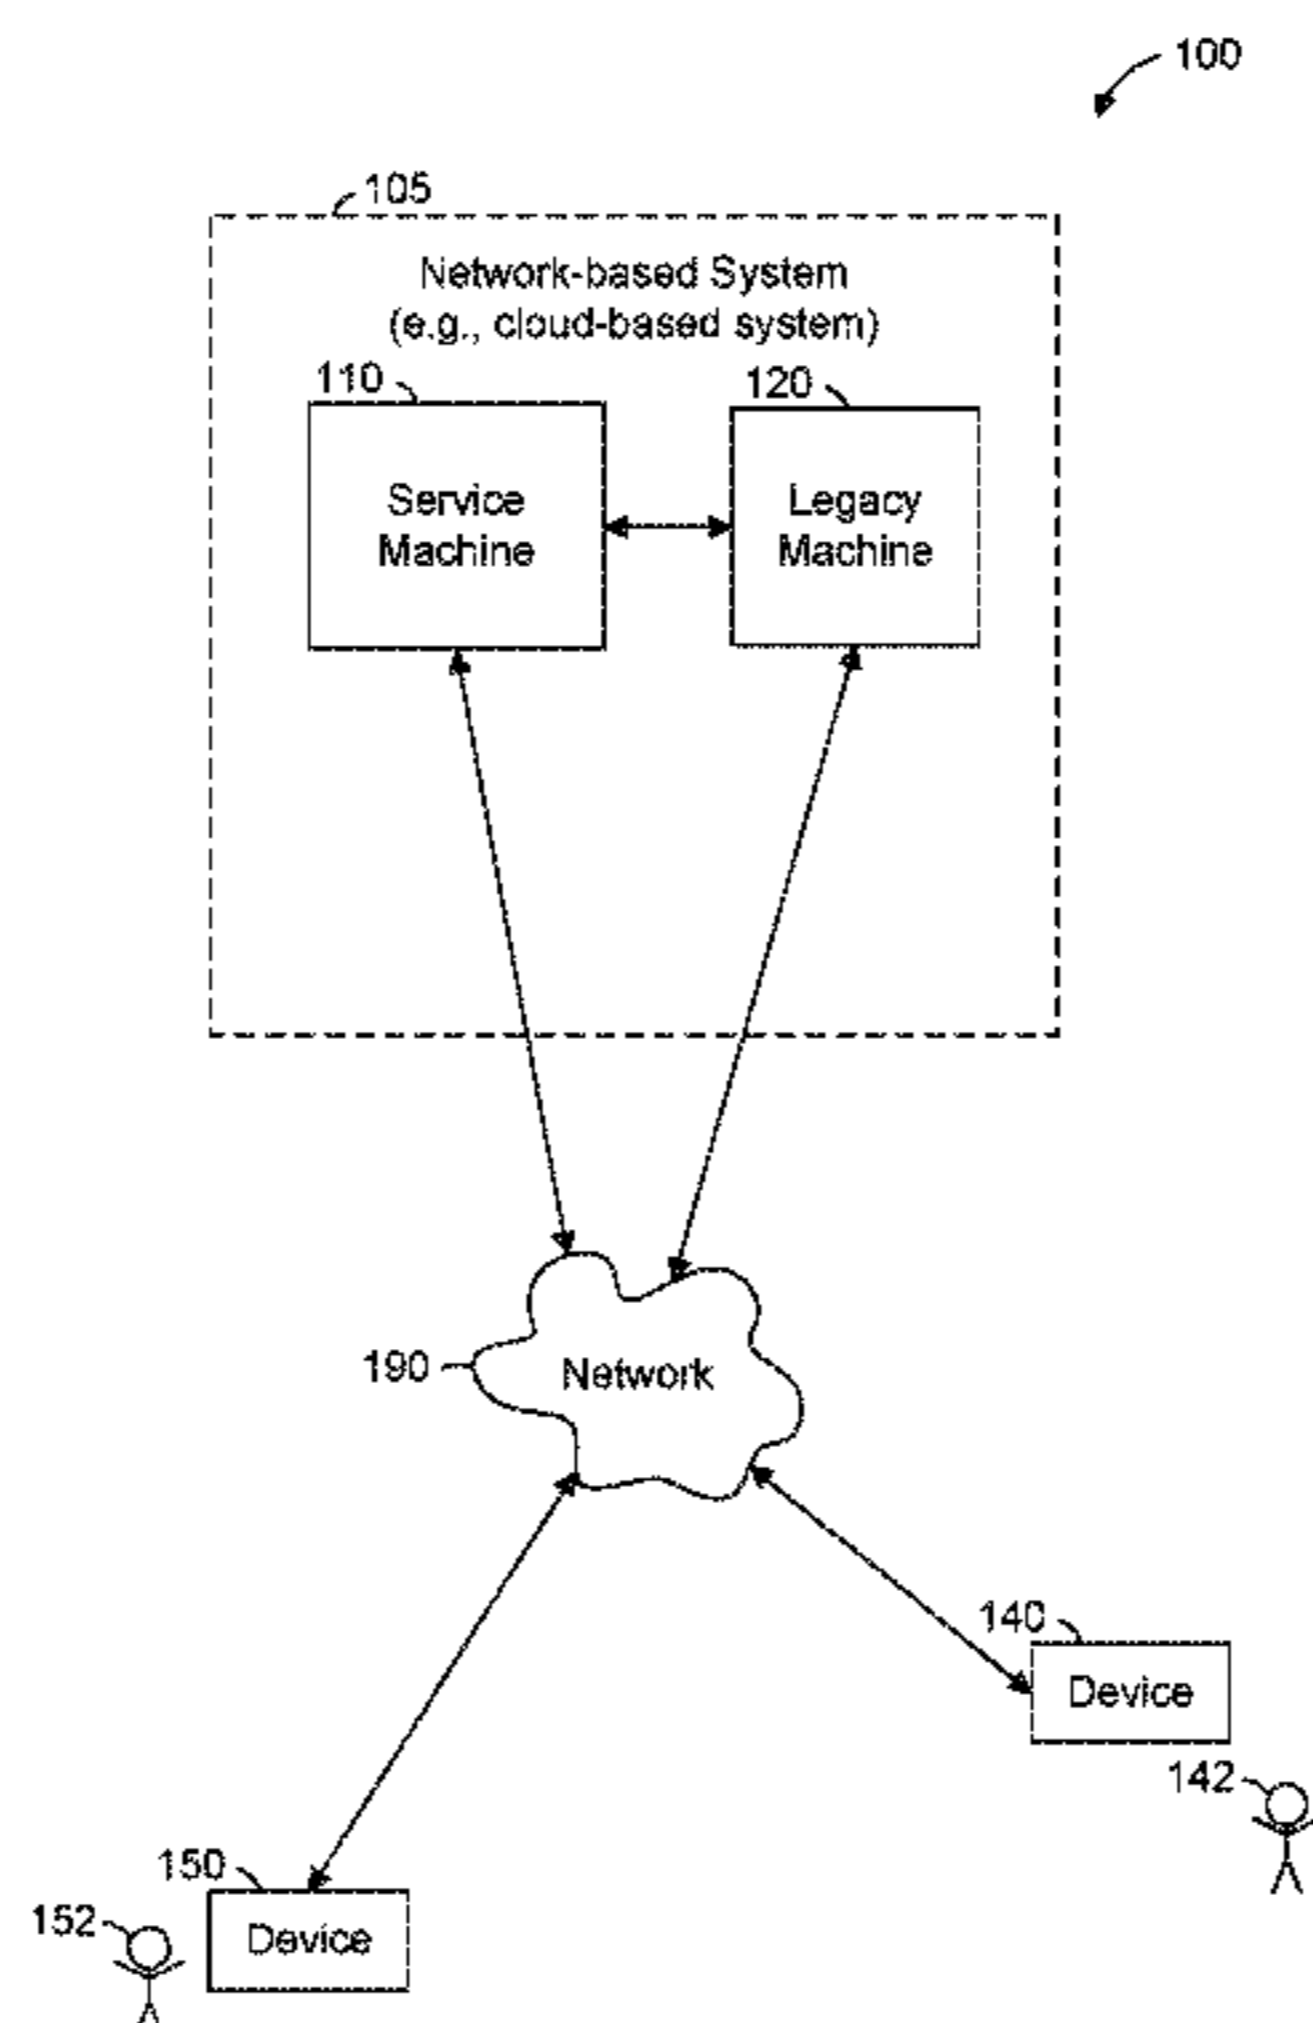 100
105
Network-based System
(e.g., cloud-based system)
110
120
Service
Machine
Legacy
Machine
190
Network
140
Device
142
150
152
Device